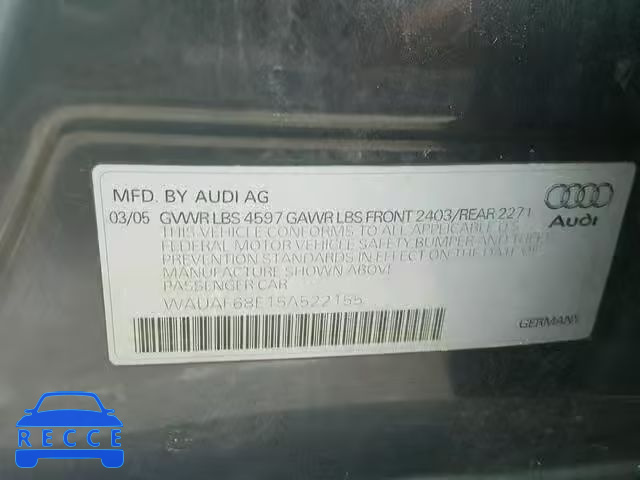 MFD. BY AUDI AG
03/05 GVWR LBS 4597 GAWR LBS FRONT 2403/REAR 2271
THIS VEHICLE CONFORMS TO ALL APPLICABLE U.S.
FEDERAL MOTOR VEHICLE SAFETY, BUMPER AND THEFT
PREVENTION STANDARDS IN EFFECT ON THE DATE OF
MANUFACTURE SHOWN ABOVE
PASSENGER CAR
WAUAF68E15A522155
Audi
GERMANY
RECCE